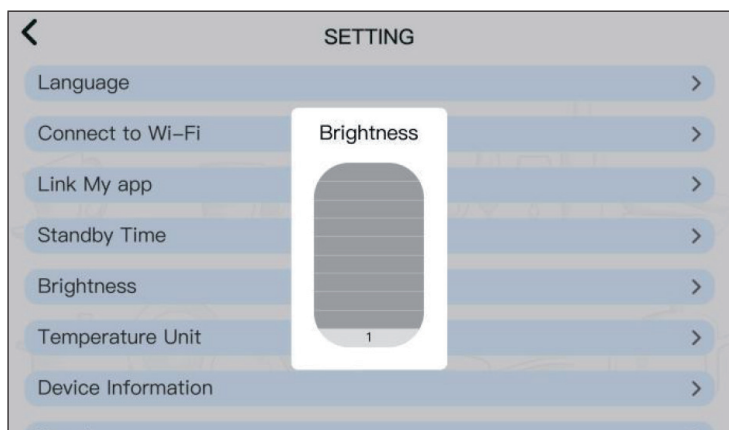 SETTING
Language
Connect to Wi-Fi
Brightness
Link My app
Standby Time
Brightness
Temperature Unit
1
Device Information